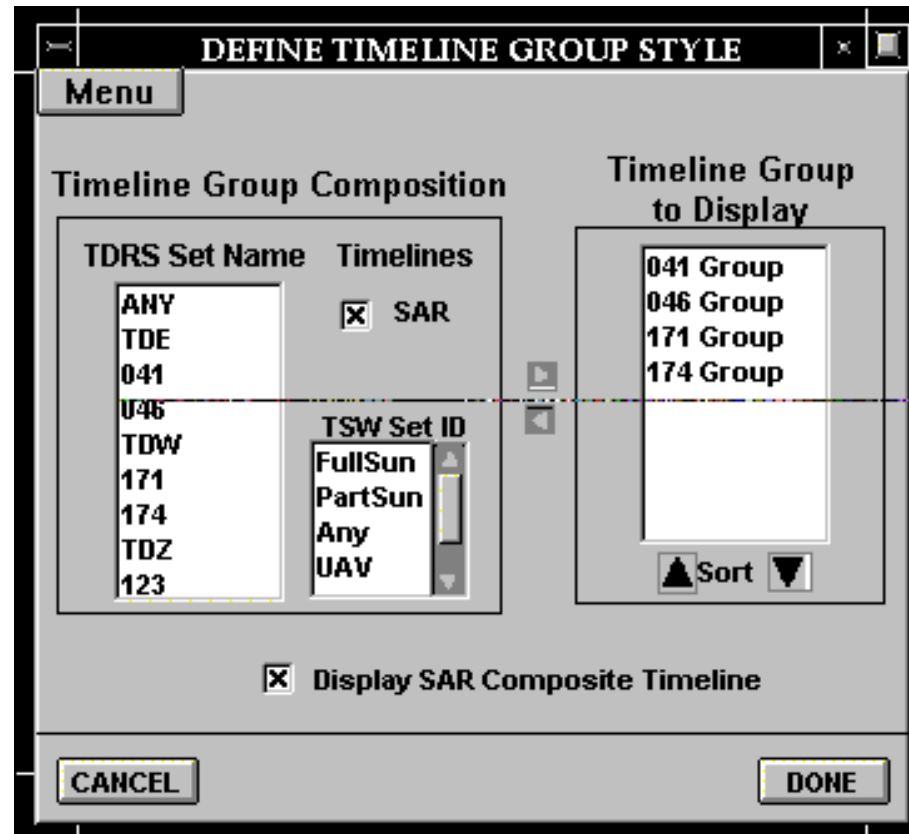 DEFINE TIMELINE GROUP STYLE
Menu
Timeline Group Composition
TDRS Set Name
ANY
TDE
041
046
TDW
171
174
TDZ
123
Timelines
SAR
TSW Set ID
FullSun
PartSun
Any
UAV
Timeline Group
to Display
041 Group
046 Group
171 Group
174 Group
Sort
Display SAR Composite Timeline
CANCEL
DONE